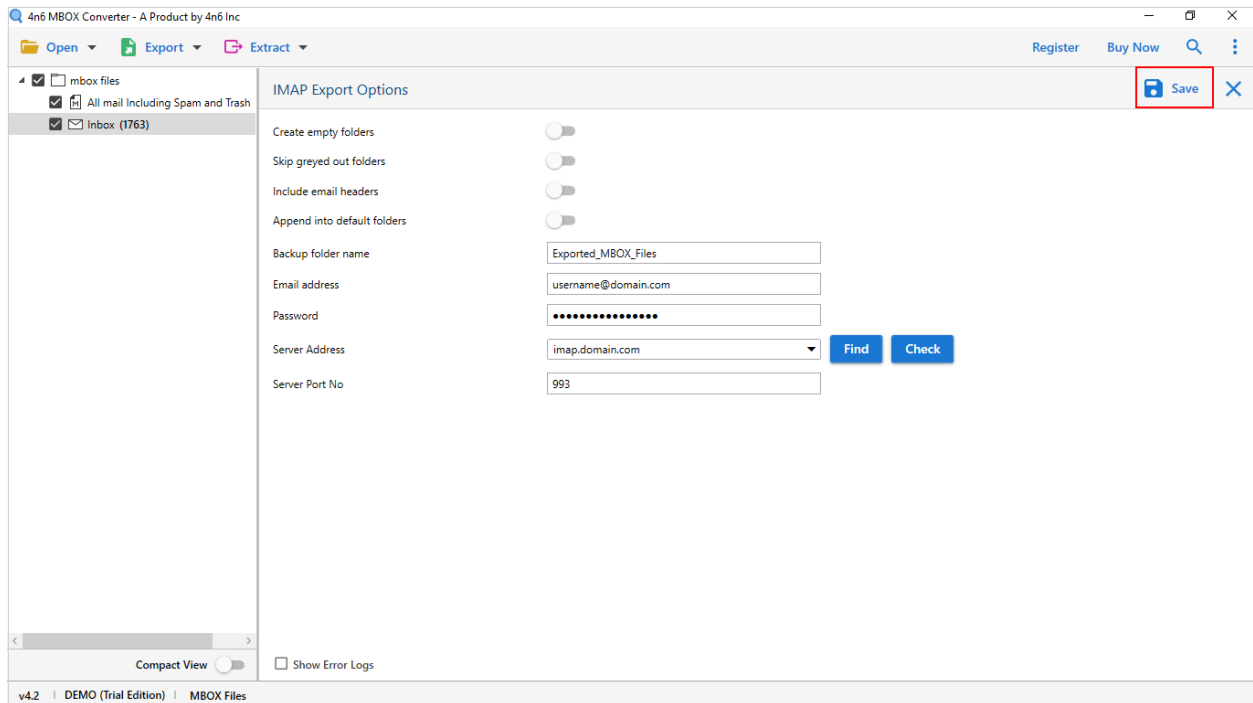 4n6 MBOX Converter - A Product by 4n6 Inc
Open Export Extract Register Buy Now
mbox files
All mail Including Spam and Trash
Inbox (1763)
IMAP Export Options
Save
Create empty folders
Skip greyed out folders
Include email headers
Append into default folders
Backup folder name Exported_MBOX_Files
Email address username@domain.com
Password ••••••••••••••••
Server Address imap.domain.com Find Check
Server Port No 993
Compact View
Show Error Logs
v4.2 | DEMO (Trial Edition) | MBOX Files